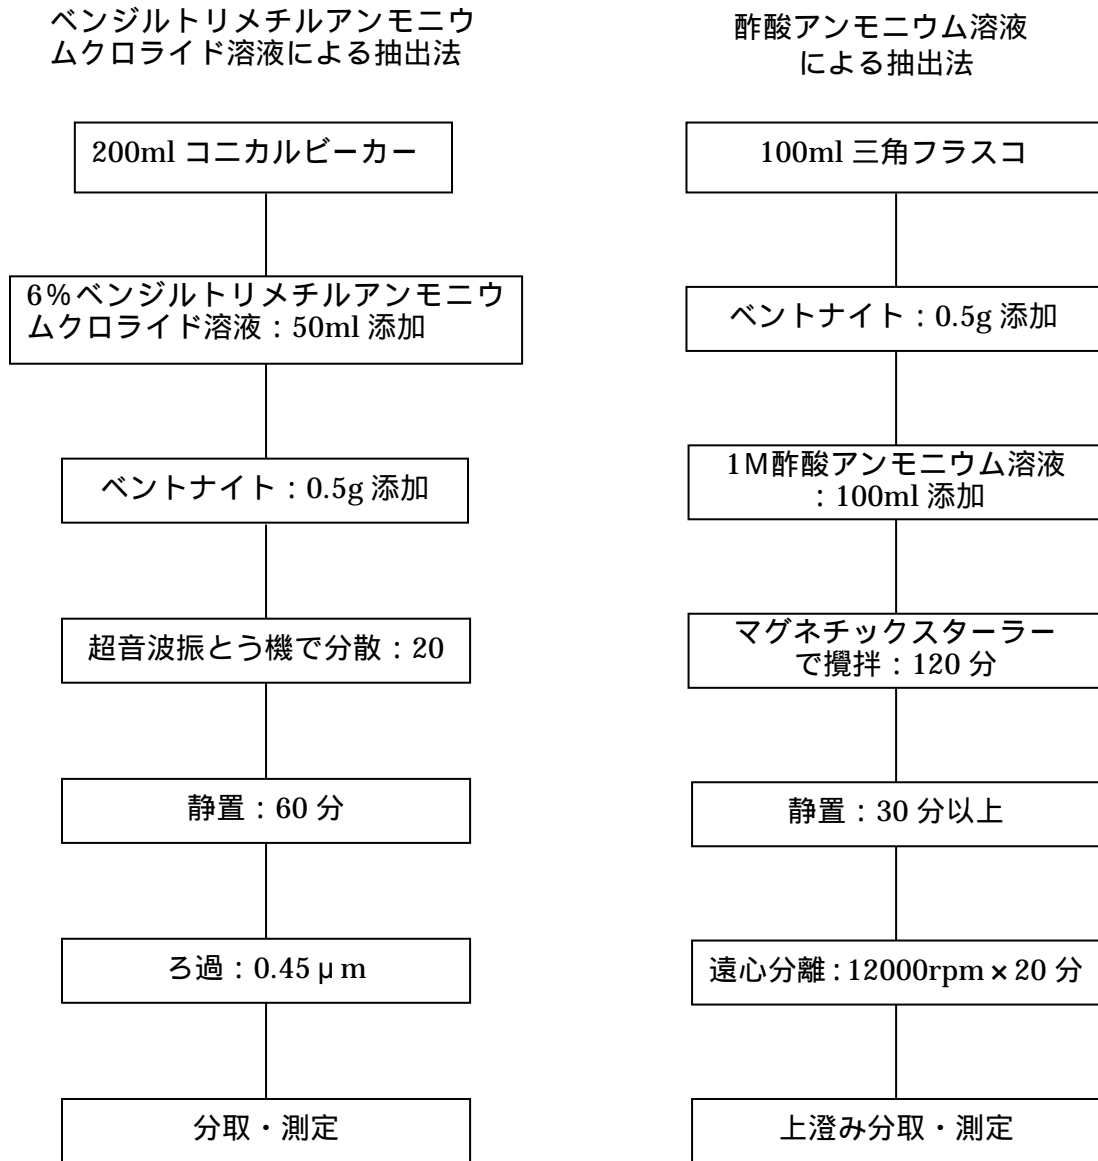 ベンジルトリメチルアンモニウ
ムクロライド溶液による抽出法
200ml コニカルビーカー
6%ベンジルトリメチルアンモニウ
ムクロライド溶液:50ml 添加
ベントナイト:0.5g 添加
超音波振とう機で分散:20
静置:60 分
ろ過:0.45μm
分取・測定
酢酸アンモニウム溶液
による抽出法
100ml 三角フラスコ
ベントナイト:0.5g 添加
1M酢酸アンモニウム溶液
:100ml 添加
マグネチックスターラー
で攪拌:120 分
静置:30 分以上
遠心分離:12000rpm×20 分
上澄み分取・測定